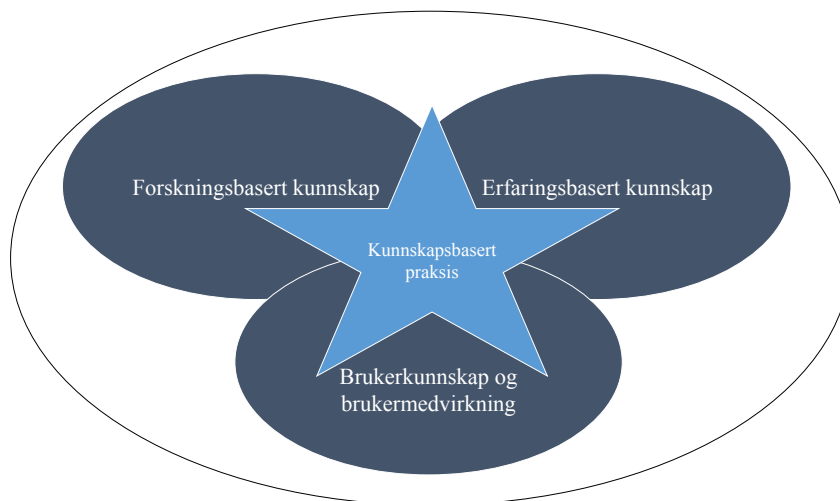 Forskningsbasert kunnskap
Erfaringsbasert kunnskap
Kunnskapsbasert
praksis
Brukerkunnskap og
brukermedvirkning